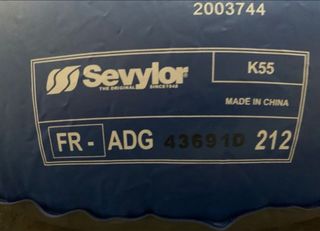 2003744
Sevylor
THE ORIGINAL SINCE 1948
K55
MADE IN CHINA
FR - ADG 43691D 212